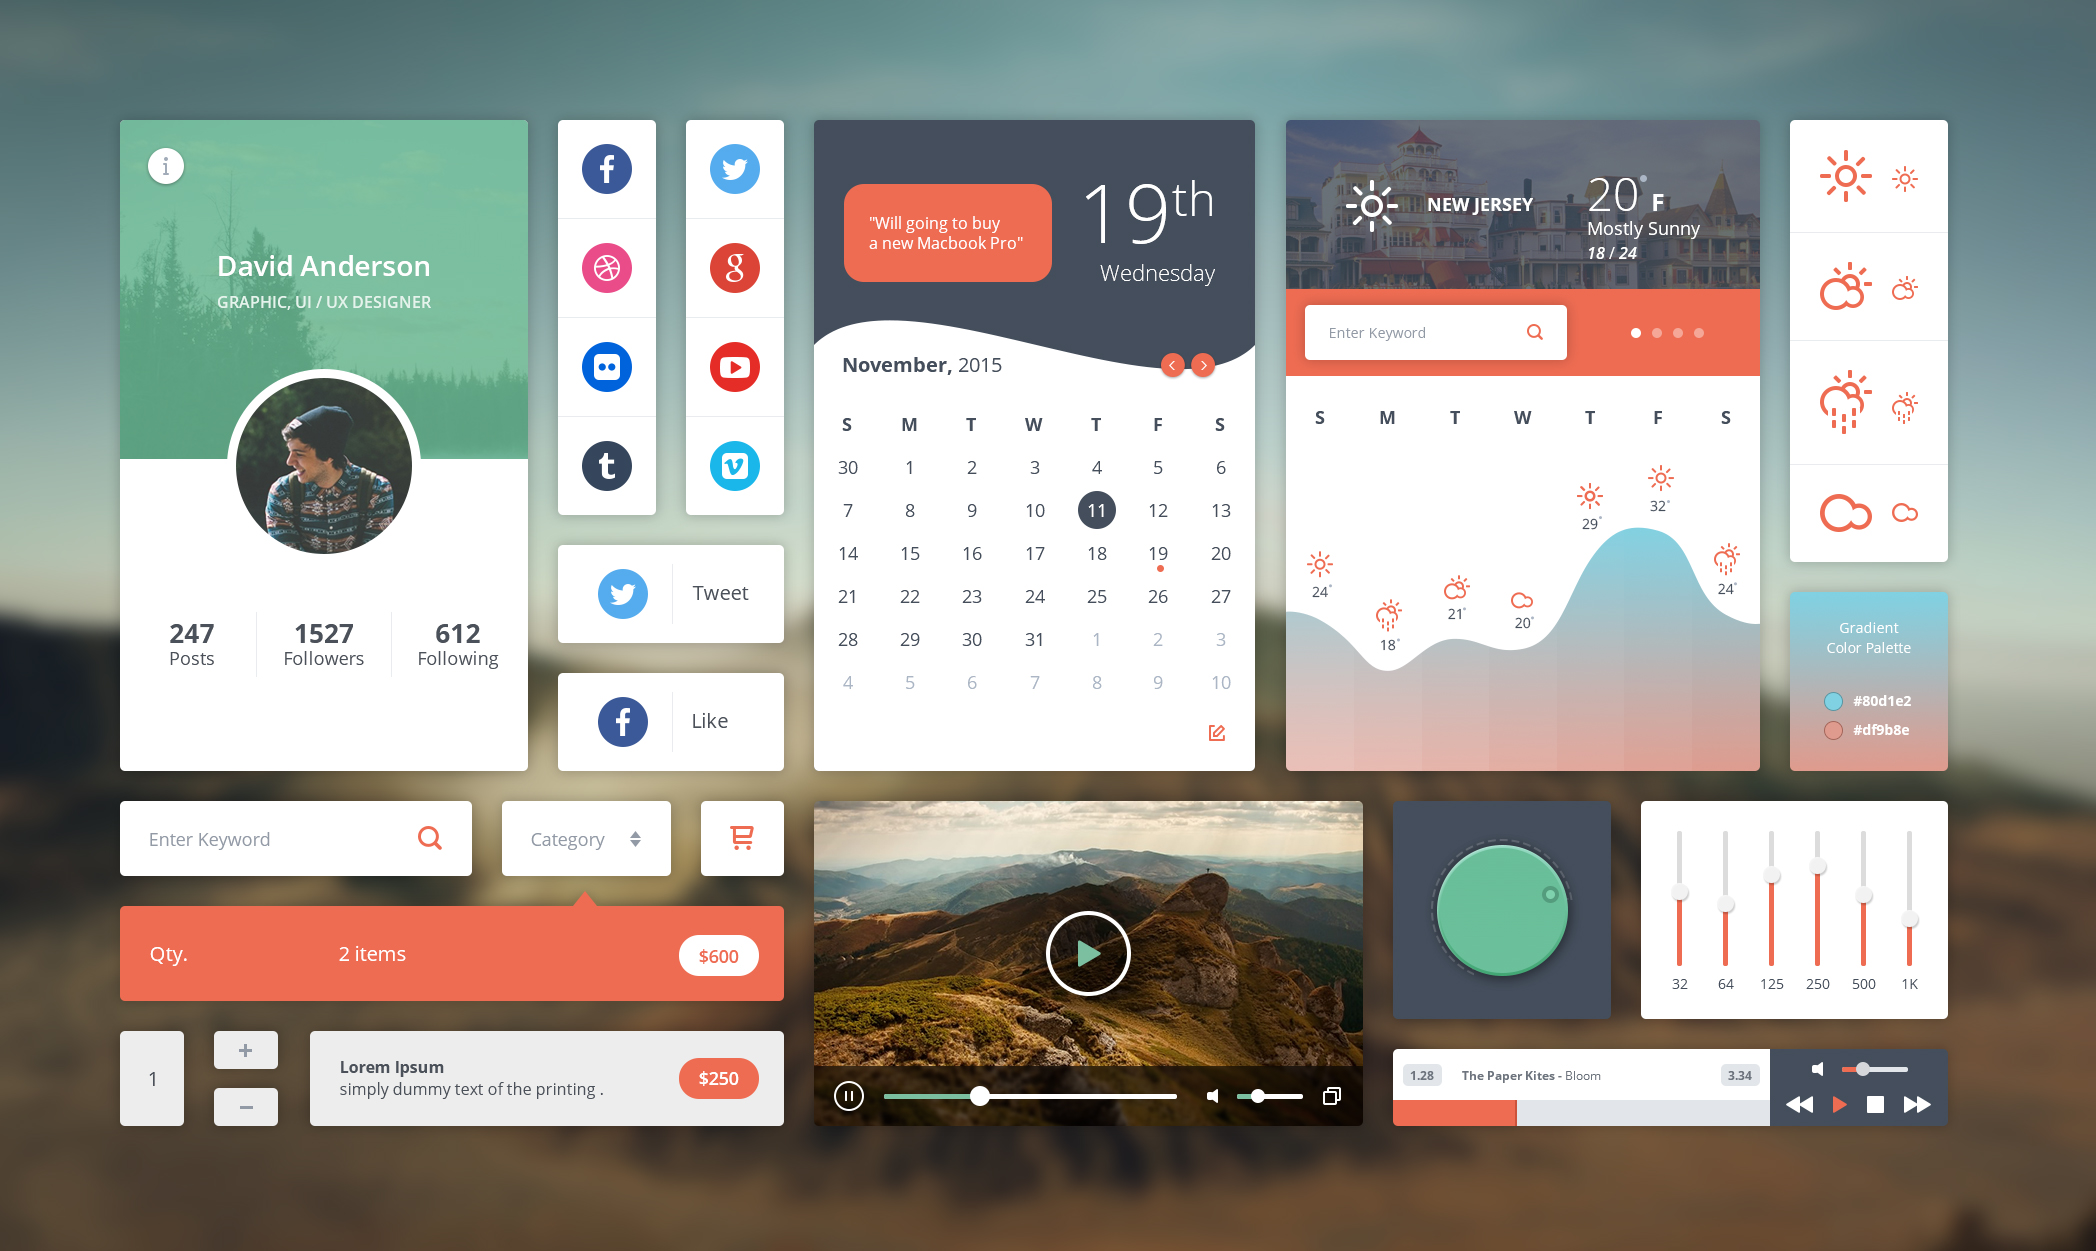 David Anderson
GRAPHIC, UI / UX DESIGNER
247
Posts
1527
Followers
612
Following
Tweet
Like
"Will going to buy
a new Macbook Pro"
19th
Wednesday
November, 2015
S M T W T F S
30 1 2 3 4 5 6
7 8 9 10 11 12 13
14 15 16 17 18 19 20
21 22 23 24 25 26 27
28 29 30 31 1 2 3
4 5 6 7 8 9 10
NEW JERSEY
20° F
Mostly Sunny
18 / 24
Enter Keyword
S M T W T F S
24°
18°
21°
20°
29°
32°
24°
Gradient
Color Palette
#80d1e2
#df9b8e
Enter Keyword
Category
Qty. 2 items $600
1
+
−
Lorem Ipsum
simply dummy text of the printing .
$250
32 64 125 250 500 1K
1.28 The Paper Kites - Bloom 3.34